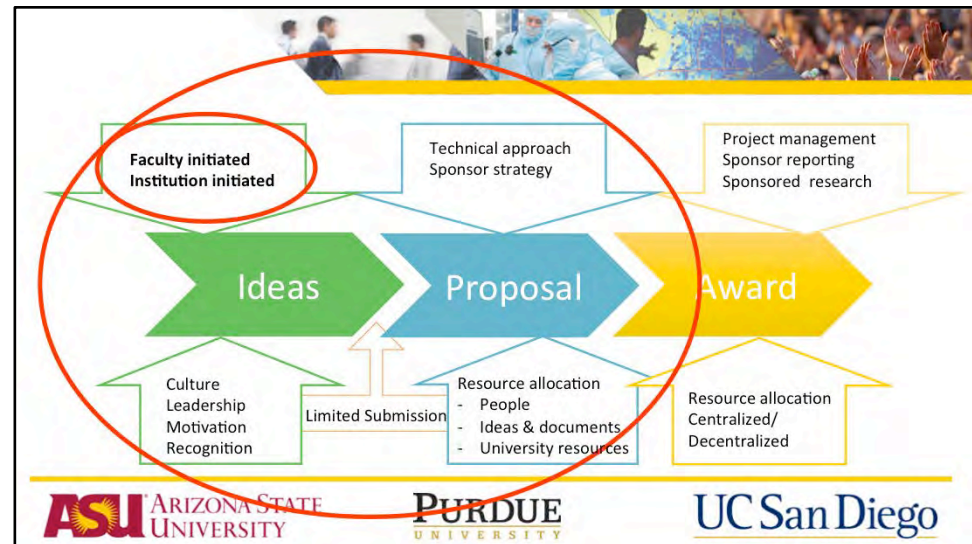 Faculty initiated
Institution initiated
Technical approach
Sponsor strategy
Project management
Sponsor reporting
Sponsored research
Ideas
Proposal
Award
Culture
Leadership
Motivation
Recognition
Limited Submission
Resource allocation
- People
- Ideas & documents
- University resources
Resource allocation
Centralized/
Decentralized
ASU ARIZONA STATE
UNIVERSITY
PURDUE
UNIVERSITY
UC San Diego